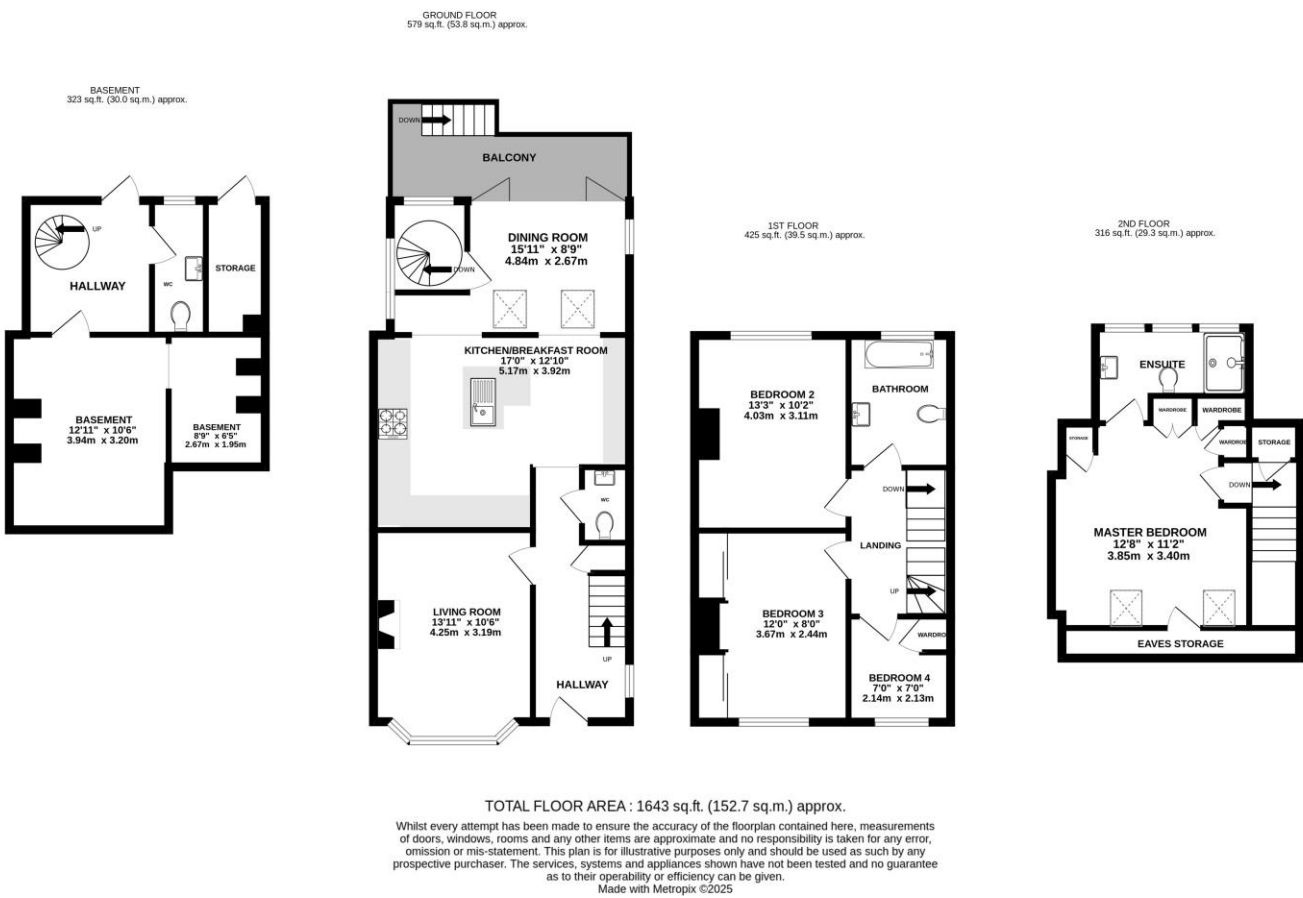 GROUND FLOOR
579 sq.ft. (53.8 sq.m.) approx.
BASEMENT
323 sq.ft. (30.0 sq.m.) approx.
UP
HALLWAY
WC
STORAGE
BASEMENT
12'11" x 10'6"
3.94m x 3.20m
BASEMENT
8'9" x 6'5"
2.67m x 1.95m
DOWN
BALCONY
DINING ROOM
15'11" x 8'9"
4.84m x 2.67m
DOWN
KITCHEN/BREAKFAST ROOM
17'0" x 12'10"
5.17m x 3.92m
WC
LIVING ROOM
13'11" x 10'6"
4.25m x 3.19m
UP
HALLWAY
1ST FLOOR
425 sq.ft. (39.5 sq.m.) approx.
BEDROOM 2
13'3" x 10'2"
4.03m x 3.11m
BATHROOM
DOWN
LANDING
UP
BEDROOM 3
12'0" x 8'0"
3.67m x 2.44m
WARDRO
BEDROOM 4
7'0" x 7'0"
2.14m x 2.13m
2ND FLOOR
316 sq.ft. (29.3 sq.m.) approx.
ENSUITE
WARDROBE
WARDROBE
STORAGE
WARDROBE
STORAGE
DOWN
MASTER BEDROOM
12'8" x 11'2"
3.85m x 3.40m
EAVES STORAGE
TOTAL FLOOR AREA : 1643 sq.ft. (152.7 sq.m.) approx.
Whilst every attempt has been made to ensure the accuracy of the floorplan contained here, measurements
of doors, windows, rooms and any other items are approximate and no responsibility is taken for any error,
omission or mis-statement. This plan is for illustrative purposes only and should be used as such by any
prospective purchaser. The services, systems and appliances shown have not been tested and no guarantee
as to their operability or efficiency can be given.
Made with Metropix ©2025